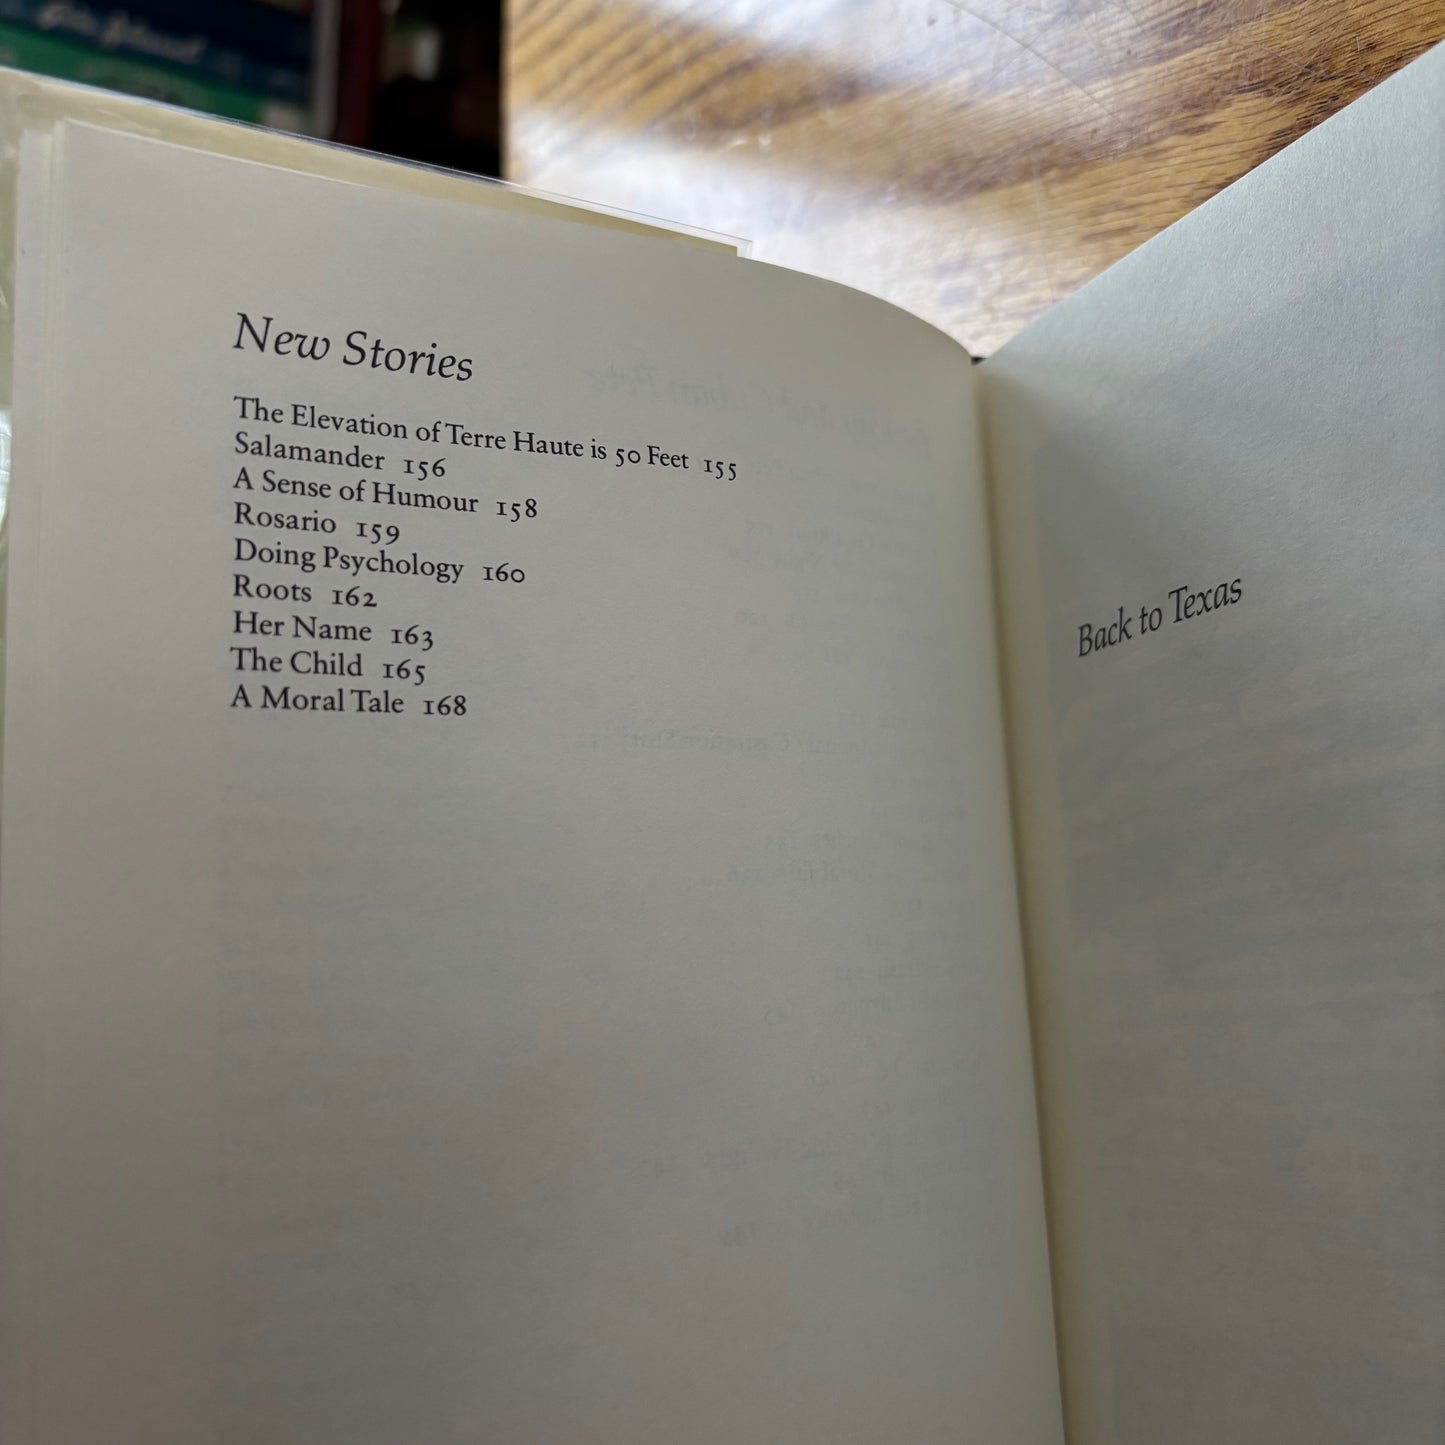 New Stories
The Elevation of Terre Haute is 50 Feet 155
Salamander 156
A Sense of Humour 158
Rosario 159
Doing Psychology 160
Roots 162
Her Name 163
The Child 165
A Moral Tale 168
Back to Texas